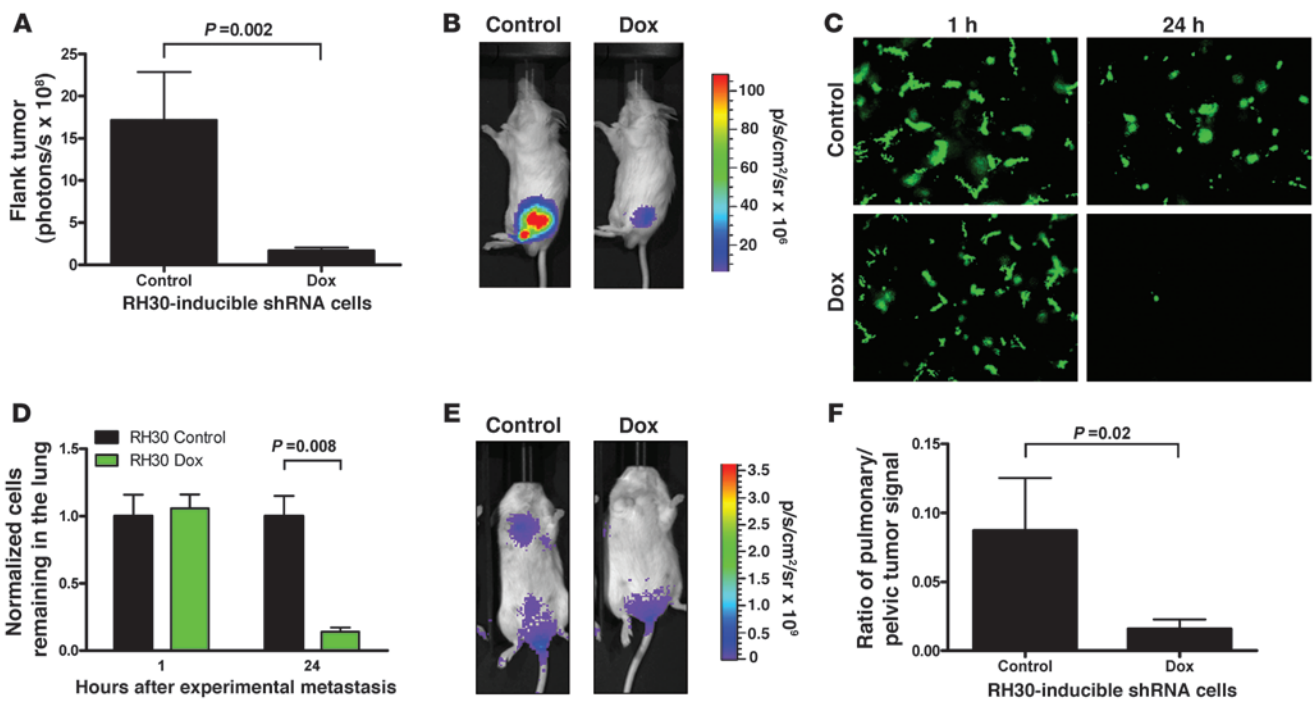 A
P=0.002
25
20
15
10
5
0
Flank tumor
(photons/s x 10⁸)
Control
Dox
RH30-inducible shRNA cells
B
Control
Dox
100
80
60
40
20
p/s/cm²/sr x 10⁶
C
1 h
24 h
Control
Dox
D
RH30 Control
RH30 Dox
P=0.008
1.5
1.0
0.5
0.0
Normalized cells
remaining in the lung
1
24
Hours after experimental metastasis
E
Control
Dox
3.5
3.0
2.5
2.0
1.5
1.0
0.5
0
p/s/cm²/sr x 10⁹
F
P=0.02
0.15
0.10
0.05
0.00
Ratio of pulmonary/
pelvic tumor signal
Control
Dox
RH30-inducible shRNA cells